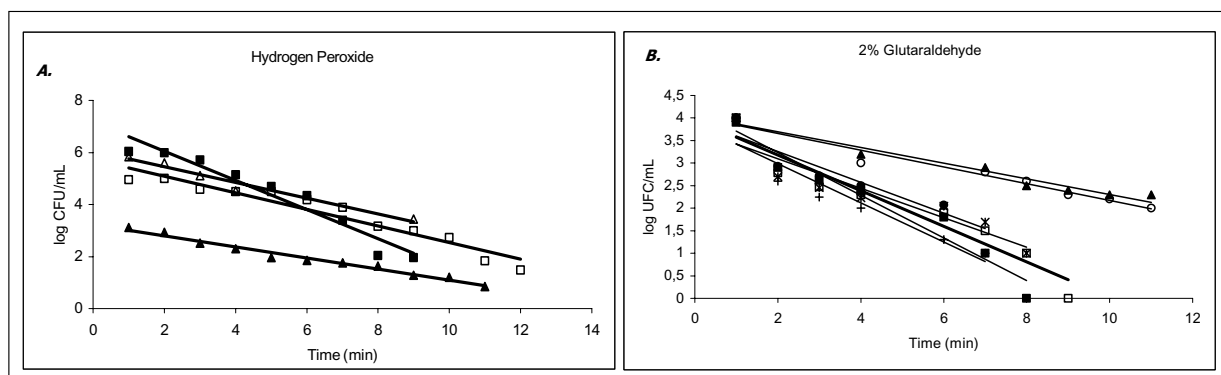 A.
Hydrogen Peroxide
log CFU/mL
8
6
4
2
0
0 2 4 6 8 10 12 14
Time (min)
B.
2% Glutaraldehyde
log UFC/mL
4,5
4
3,5
3
2,5
2
1,5
1
0,5
0
0 2 4 6 8 10 12
Time (min)